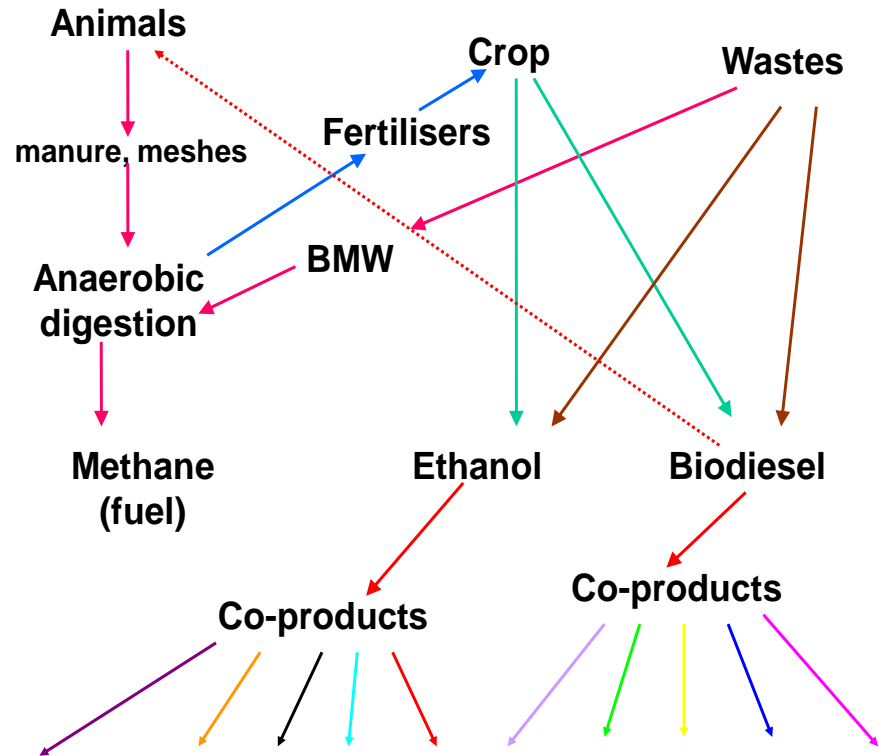 Animals
Crop
Wastes
Fertilisers
manure, meshes
BMW
Anaerobic
digestion
Methane
(fuel)
Ethanol
Biodiesel
Co-products
Co-products